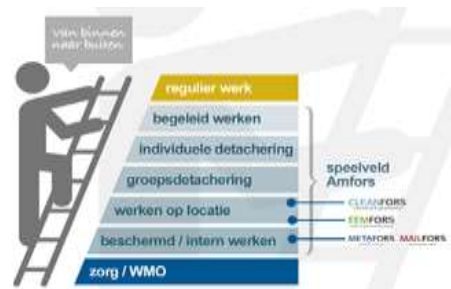 van binnen
naar buiten
regulier werk
begeleid werken
individuele detachering
groepsdetachering
werken op locatie
beschermd / intern werken
zorg / WMO
speelveld
Amfors
CLEANFORS
EEMFORS
METAFORS MAILFORS